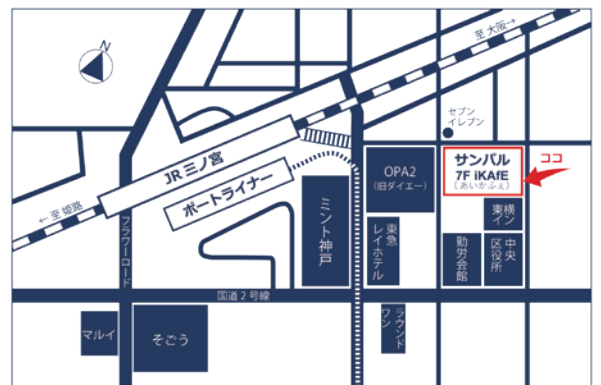 N
至 大阪→
セブン
イレブン
JR 三ノ宮
ポートライナー
← 至 姫路
フラワーロード
ミント神戸
OPA2
(旧ダイエー)
サンパル
7F iKAfE
(あいかふぇ)
ココ
東急
レイホテル
東横
イン
勤労会館
中央
区役所
国道2号線
マルイ
そごう
ラウンド
ワン